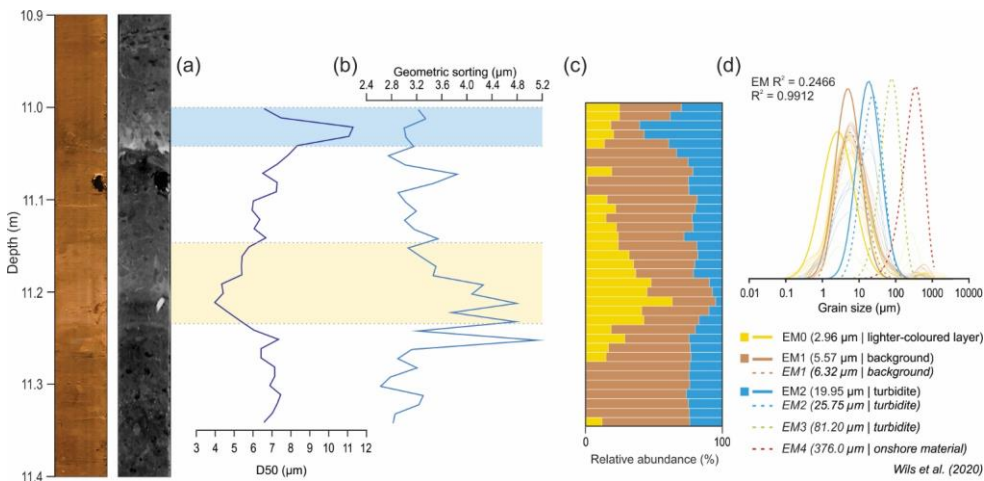 (a)
(b)
(c)
(d)
Geometric sorting (µm)
2.4 2.8 3.2 3.6 4.0 4.4 4.8 5.2
EM R² = 0.2466
R² = 0.9912
10.9
11.0
11.1
11.2
11.3
11.4
Depth (m)
3 4 5 6 7 8 9 10 11 12
D50 (µm)
0 100
Relative abundance (%)
0.01 0.1 1 10 100 1000 10000
Grain size (µm)
EM0 (2.96 µm | lighter-coloured layer)
EM1 (5.57 µm | background)
EM1 (6.32 µm | background)
EM2 (19.95 µm | turbidite)
EM2 (25.75 µm | turbidite)
EM3 (81.20 µm | turbidite)
EM4 (376.0 µm | onshore material)
Wils et al. (2020)